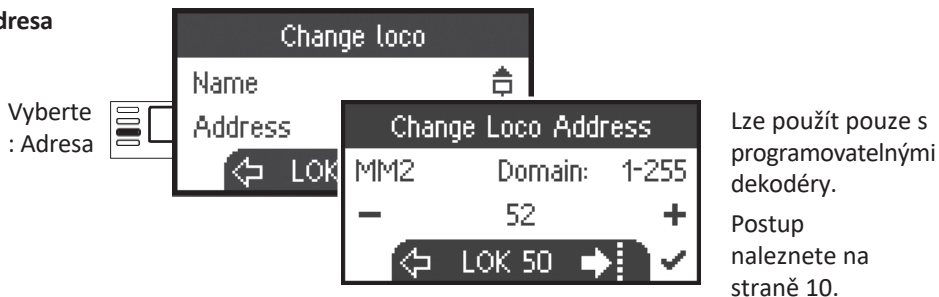 dresa
Change loco
Name
Vyberte
: Adresa
Address
LOK
Change Loco Address
MM2 Domain: 1-255
− 52 +
LOK 50
Lze použít pouze s
programovatelnými
dekodéry.
Postup
naleznete na
straně 10.